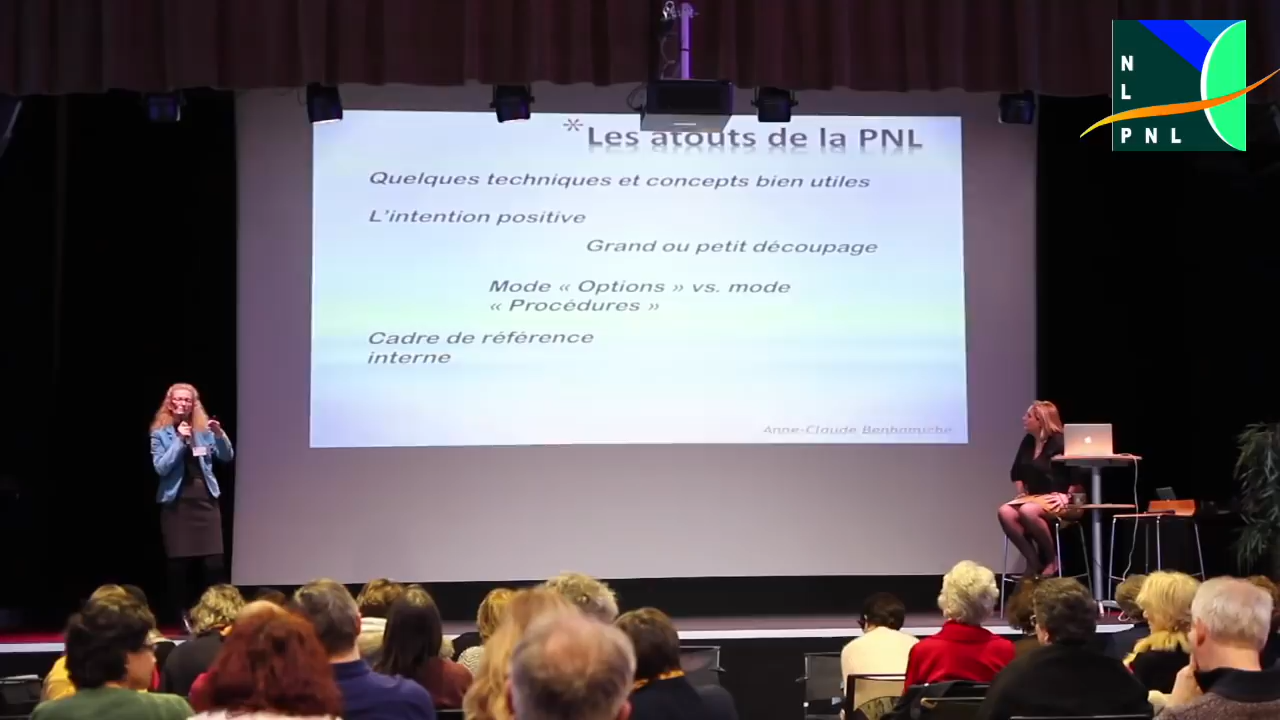 * Les atouts de la PNL
Quelques techniques et concepts bien utiles
L'intention positive
Grand ou petit découpage
Mode « Options » vs. mode
« Procédures »
Cadre de référence
interne
Anne-Claude Benhamiche
N
L
PNL